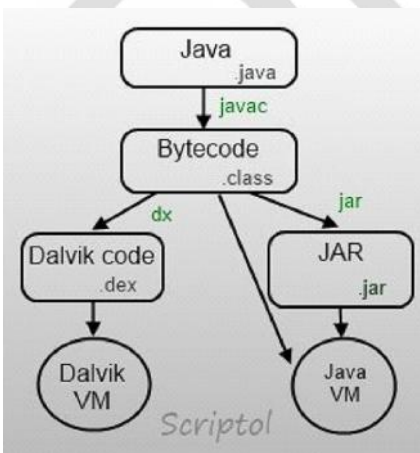 Java
.java
javac
Bytecode
.class
dx
jar
Dalvik code
.dex
JAR
.jar
Dalvik
VM
Java
VM
Scriptol